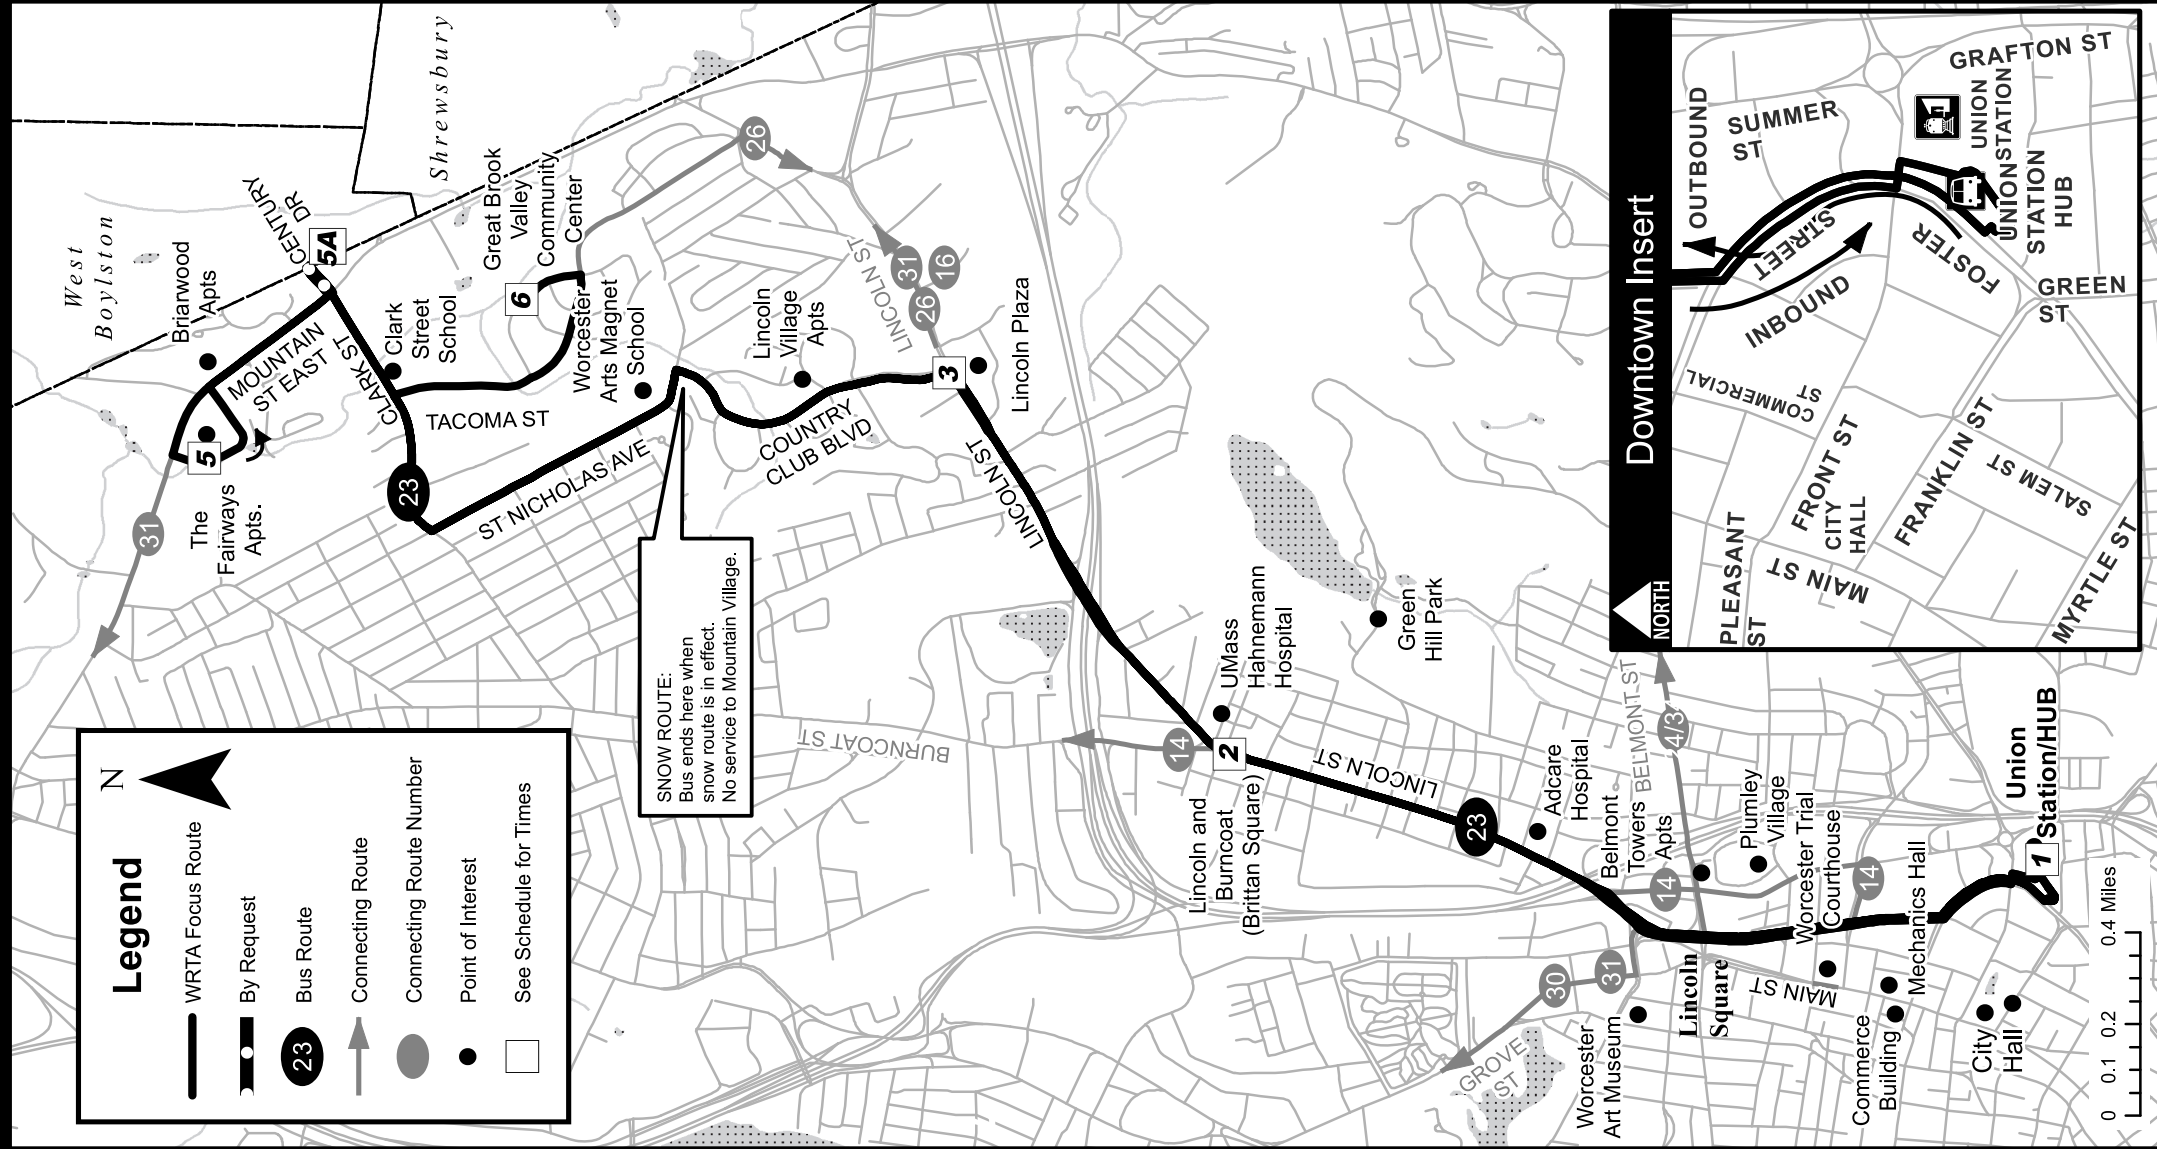 West
Boylston
Shrewsbury
CENTURY
DR
5A
Briarwood
Apts
MOUNTAIN
ST EAST
CLARK ST
Clark
Street
School
5
The
Fairways
Apts.
31
23
TACOMA ST
ST NICHOLAS AVE
Great Brook
Valley
Community
Center
6
Worcester
Arts Magnet
School
26
Lincoln
Village
Apts
COUNTRY
CLUB BLVD
LINCOLN ST
31
16
26
3
Lincoln Plaza
LINCOLN ST
SNOW ROUTE:
Bus ends here when
snow route is in effect.
No service to Mountain Village.
BURNCOAT ST
14
2
UMass
Hahnemann
Hospital
Green
Hill Park
Lincoln and
Burncoat
(Brittan Square)
LINCOLN ST
23
Adcare
Hospital
Belmont
Towers
Apts
BELMONT ST
4/3
14
Plumley
Village
Worcester Trial
Courthouse
14
Mechanics Hall
Union
Station/HUB
1
30
31
GROVE
ST
Worcester
Art Museum
Lincoln
Square
MAIN ST
Commerce
Building
City
Hall
0 0.1 0.2 0.4 Miles
N
Legend
WRTA Focus Route
By Request
23
Bus Route
Connecting Route
Connecting Route Number
Point of Interest
See Schedule for Times
Downtown Insert
NORTH
OUTBOUND
SUMMER
ST
GRAFTON ST
UNION
STATION
UNION
STATION
HUB
STREET
FOSTER
INBOUND
GREEN
ST
COMMERCIAL
ST
FRONT ST
CITY
HALL
FRANKLIN ST
SALEM ST
PLEASANT
ST
MAIN ST
MYRTLE ST
UNION